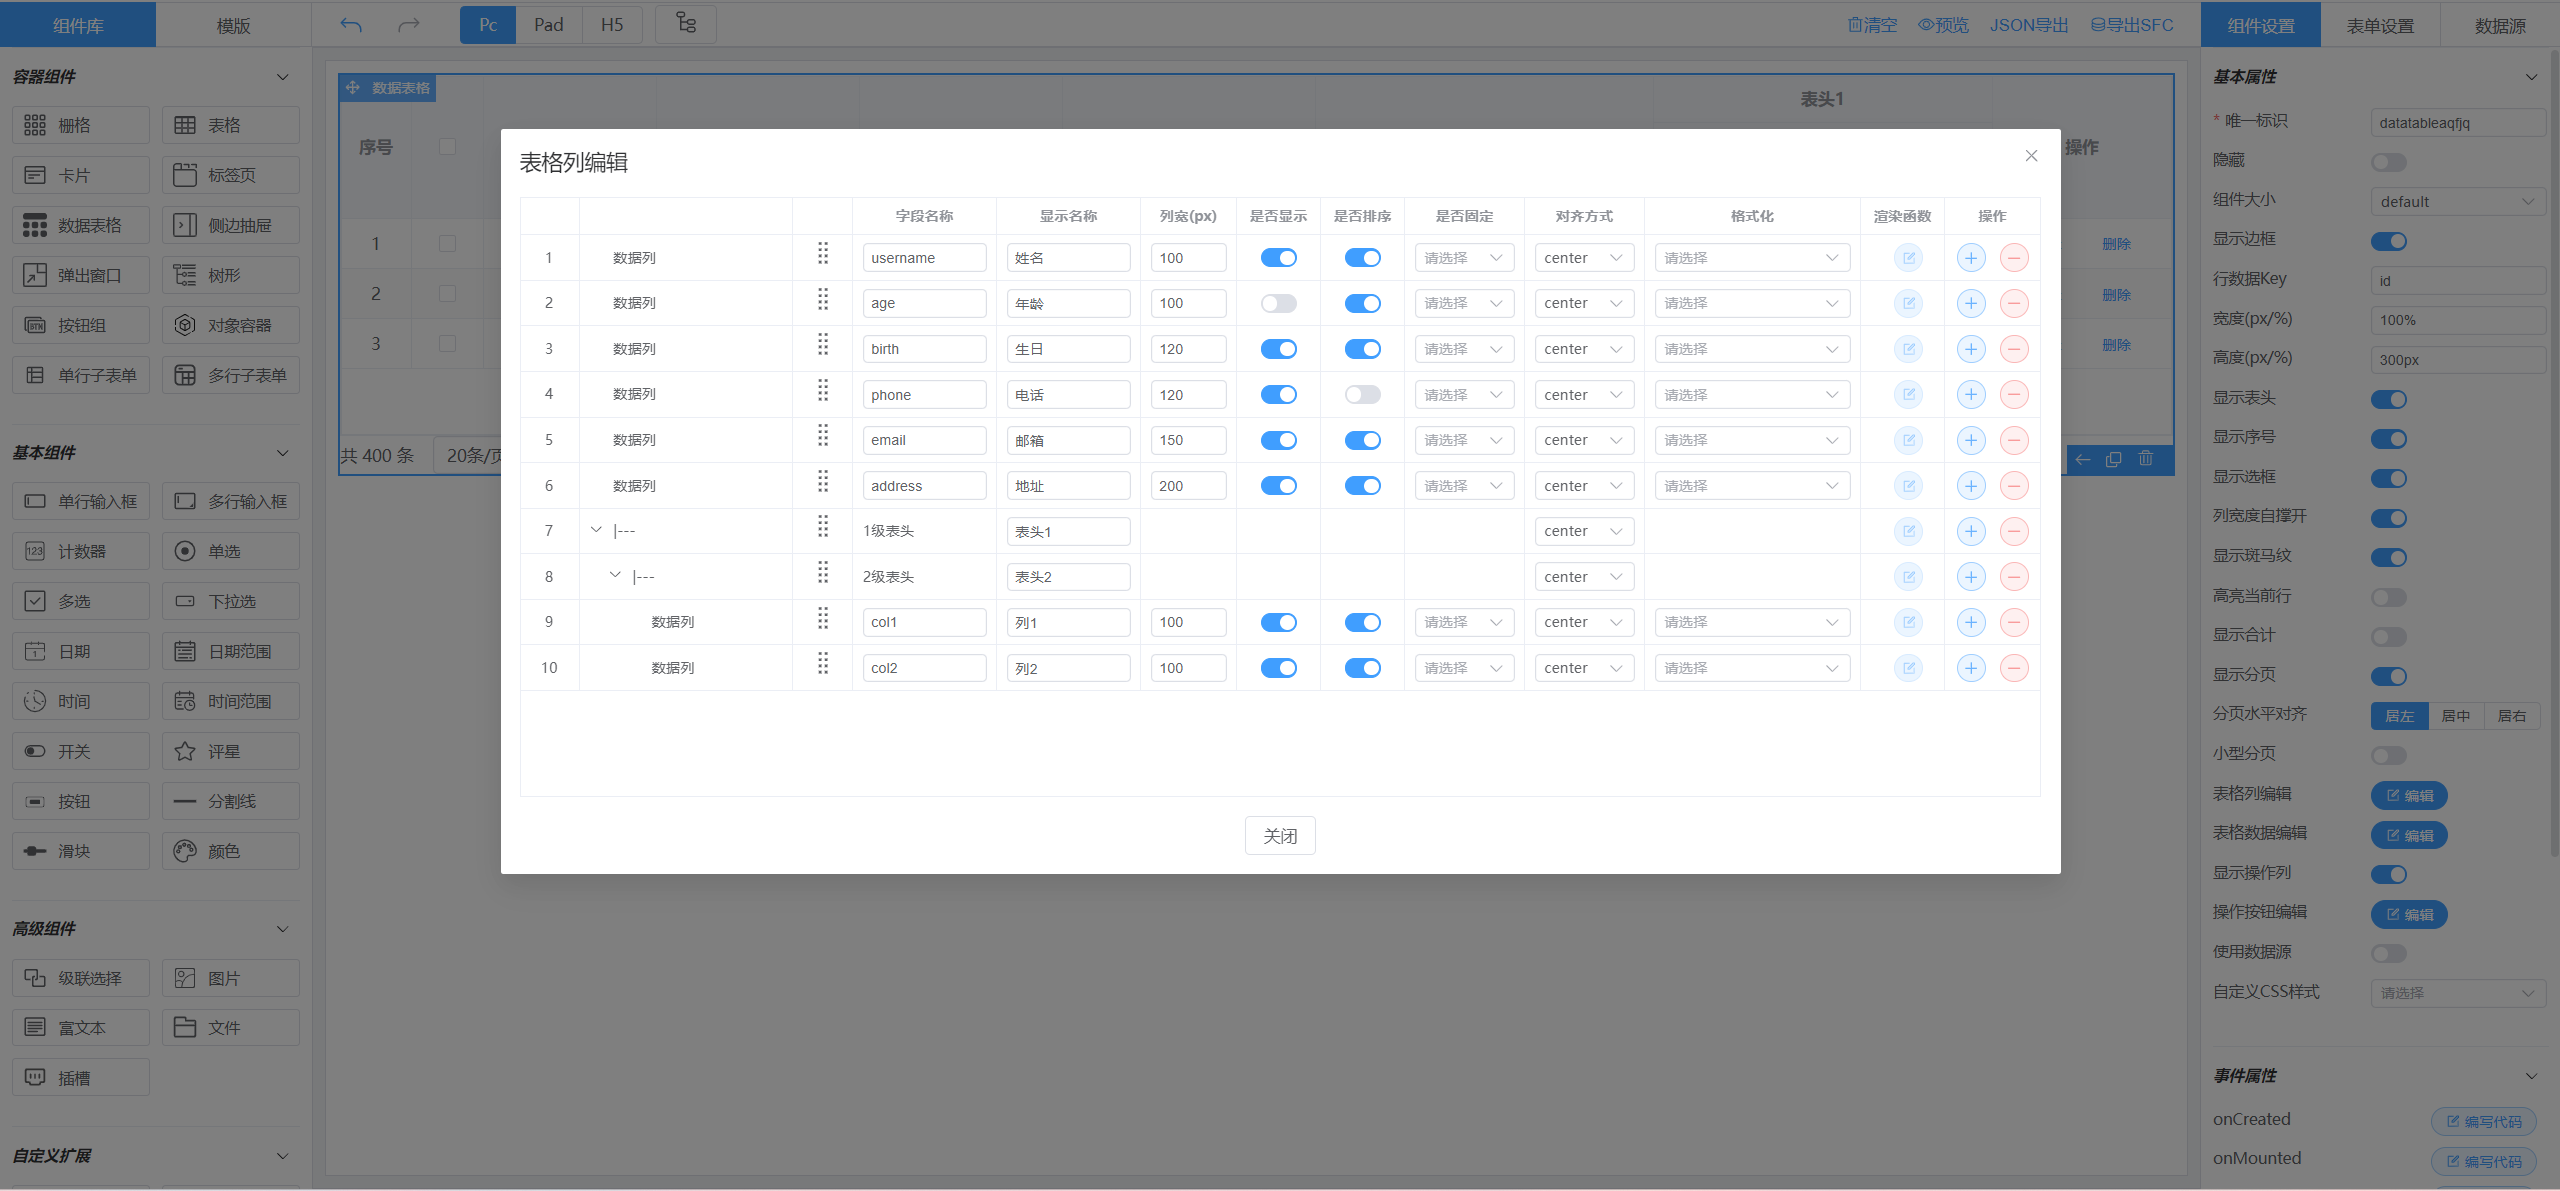 组件库 模版 Pc Pad H5 清空 预览 JSON导出 导出SFC 组件设置 表单设置 数据源
容器组件
栅格 表格
卡片 标签页
数据表格 侧边抽屉
弹出窗口 树形
按钮组 对象容器
单行子表单 多行子表单
基本组件
单行输入框 多行输入框
123 计数器 单选
多选 下拉选
日期 日期范围
时间 时间范围
开关 评星
按钮 分割线
滑块 颜色
高级组件
级联选择 图片
富文本 文件
插槽
自定义扩展
数据表格
表头1
序号 操作
1 删除
2 删除
3 删除
共 400 条 20条/页
表格列编辑
字段名称 显示名称 列宽(px) 是否显示 是否排序 是否固定 对齐方式 格式化 渲染函数 操作
1 数据列 username 姓名 100 请选择 center 请选择
2 数据列 age 年龄 100 请选择 center 请选择
3 数据列 birth 生日 120 请选择 center 请选择
4 数据列 phone 电话 120 请选择 center 请选择
5 数据列 email 邮箱 150 请选择 center 请选择
6 数据列 address 地址 200 请选择 center 请选择
7 |--- 1级表头 表头1 center
8 |--- 2级表头 表头2 center
9 数据列 col1 列1 100 请选择 center 请选择
10 数据列 col2 列2 100 请选择 center 请选择
关闭
基本属性
* 唯一标识 datatableaqfjq
隐藏
组件大小 default
显示边框
行数据Key id
宽度(px/%) 100%
高度(px/%) 300px
显示表头
显示序号
显示选框
列宽度自撑开
显示斑马纹
高亮当前行
显示合计
显示分页
分页水平对齐 居左 居中 居右
小型分页
表格列编辑 编辑
表格数据编辑 编辑
显示操作列
操作按钮编辑 编辑
使用数据源
自定义CSS样式 请选择
事件属性
onCreated 编写代码
onMounted 编写代码